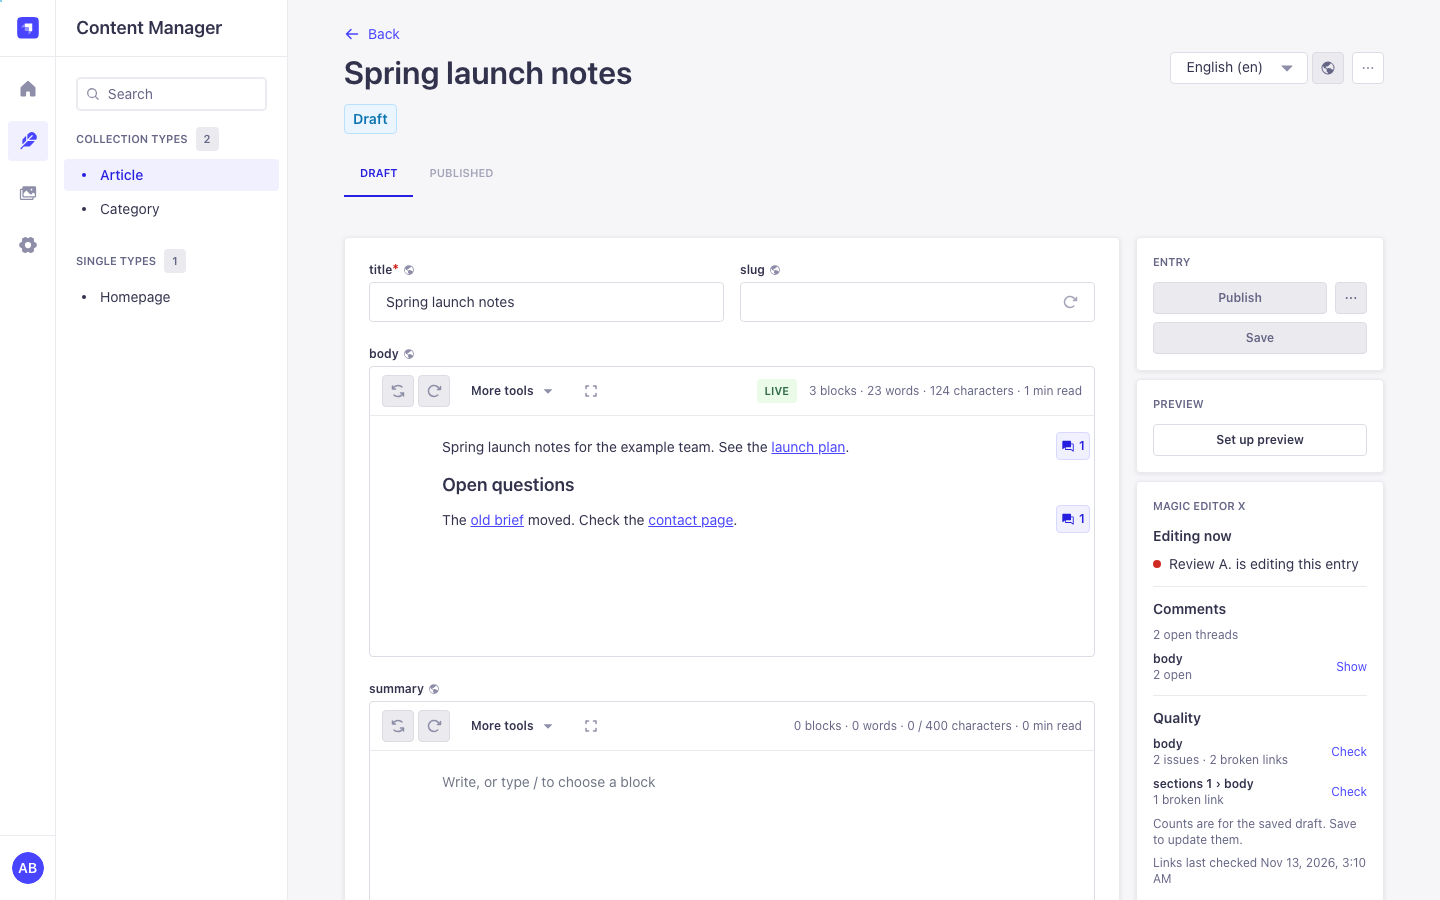 Content Manager
Search
COLLECTION TYPES 2
Article
Category
SINGLE TYPES 1
Homepage
AB
Back
Spring launch notes
English (en)
Draft
DRAFT
PUBLISHED
title*
Spring launch notes
slug
body
More tools
LIVE
3 blocks · 23 words · 124 characters · 1 min read
Spring launch notes for the example team. See the launch plan.
1
Open questions
The old brief moved. Check the contact page.
1
summary
More tools
0 blocks · 0 words · 0 / 400 characters · 0 min read
Write, or type / to choose a block
ENTRY
Publish
Save
PREVIEW
Set up preview
MAGIC EDITOR X
Editing now
Review A. is editing this entry
Comments
2 open threads
body
2 open
Show
Quality
body
2 issues · 2 broken links
Check
sections 1 › body
1 broken link
Check
Counts are for the saved draft. Save
to update them.
Links last checked Nov 13, 2026, 3:10
AM